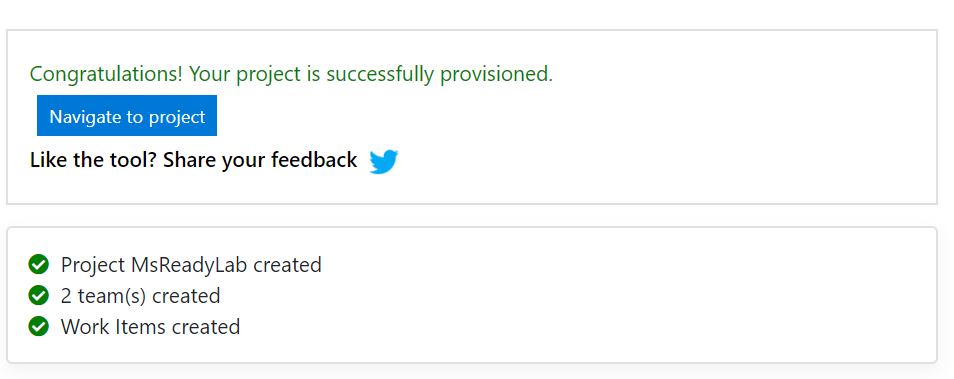 Congratulations! Your project is successfully provisioned.
Navigate to project
Like the tool? Share your feedback
Project MsReadyLab created
2 team(s) created
Work Items created